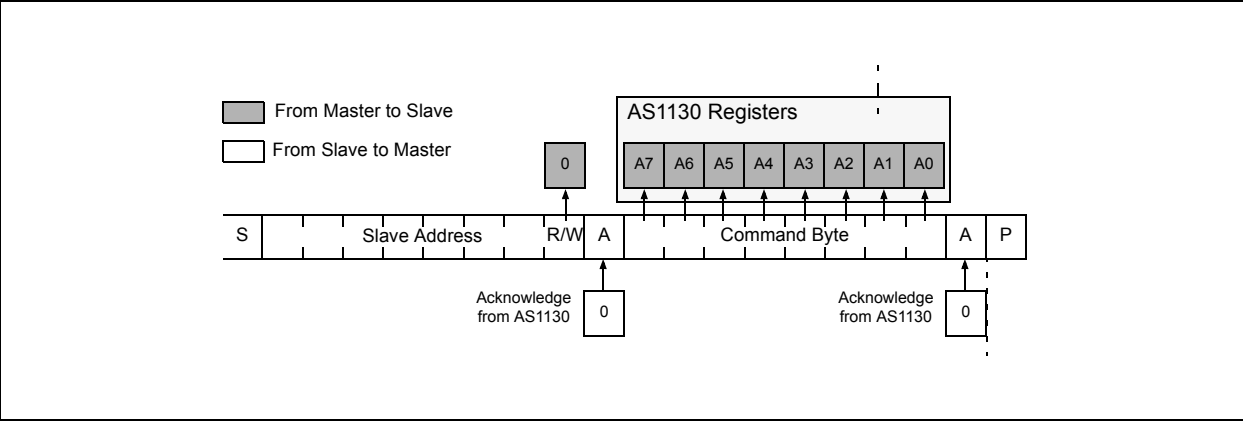 From Master to Slave
From Slave to Master
AS1130 Registers
0 A7 A6 A5 A4 A3 A2 A1 A0
S Slave Address R/W A Command Byte A P
Acknowledge
from AS1130
0
Acknowledge
from AS1130
0